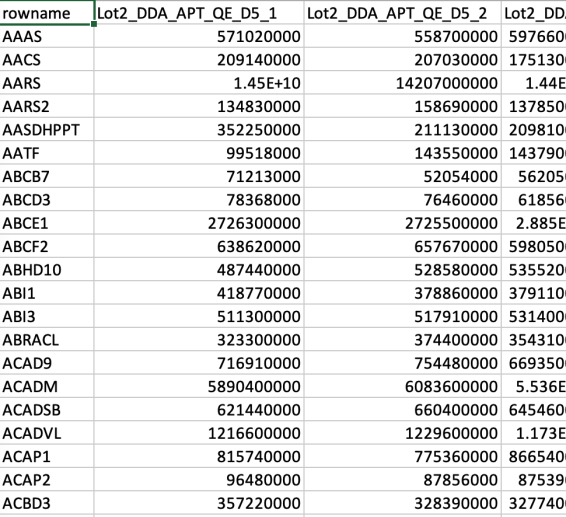 rowname Lot2_DDA_APT_QE_D5_1 Lot2_DDA_APT_QE_D5_2 Lot2_DD
AAAS 571020000 558700000 597660
AACS 209140000 207030000 175130
AARS 1.45E+10 14207000000 1.44E
AARS2 134830000 158690000 137850
AASDHPPT 352250000 211130000 209810
AATF 99518000 143550000 143790
ABCB7 71213000 52054000 56205
ABCD3 78368000 76460000 61856
ABCE1 2726300000 2725500000 2.885E
ABCF2 638620000 657670000 598050
ABHD10 487440000 528580000 535520
ABI1 418770000 378860000 379110
ABI3 511300000 517910000 531400
ABRACL 323300000 374400000 354310
ACAD9 716910000 754480000 669350
ACADM 5890400000 6083600000 5.536E
ACADSB 621440000 660400000 645460
ACADVL 1216600000 1229600000 1.173E
ACAP1 815740000 775360000 866540
ACAP2 96480000 87856000 87539
ACBD3 357220000 328390000 327740